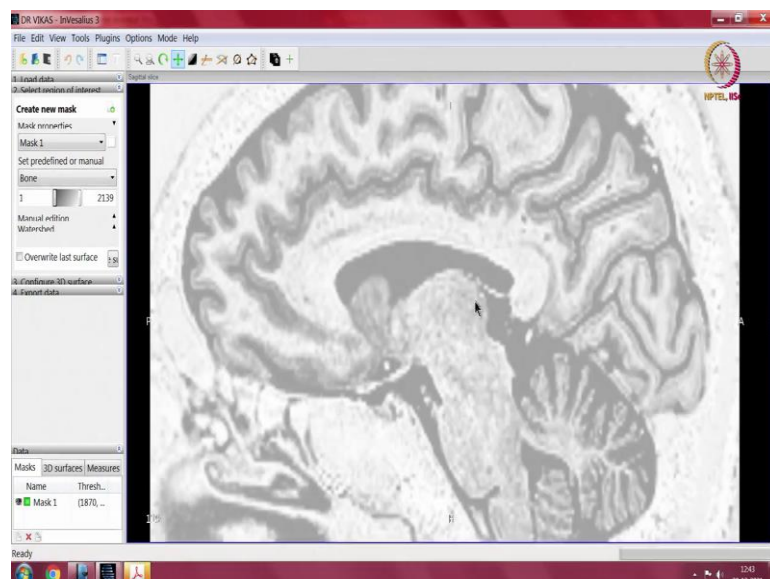 DR VIKAS - InVesalius 3
File Edit View Tools Plugins Options Mode Help
NPTEL, IISc
1. Load data
Sagital slice
2. Select region of interest
Create new mask
Mask properties
Mask 1
Set predefined or manual
Bone
1 2139
Manual edition
Watershed
Overwrite last surface
3. Configure 3D surface
4. Export data
P
A
Data
Masks 3D surfaces Measures
Name Thresh..
Mask 1 (1870, ...
Ready
12:43